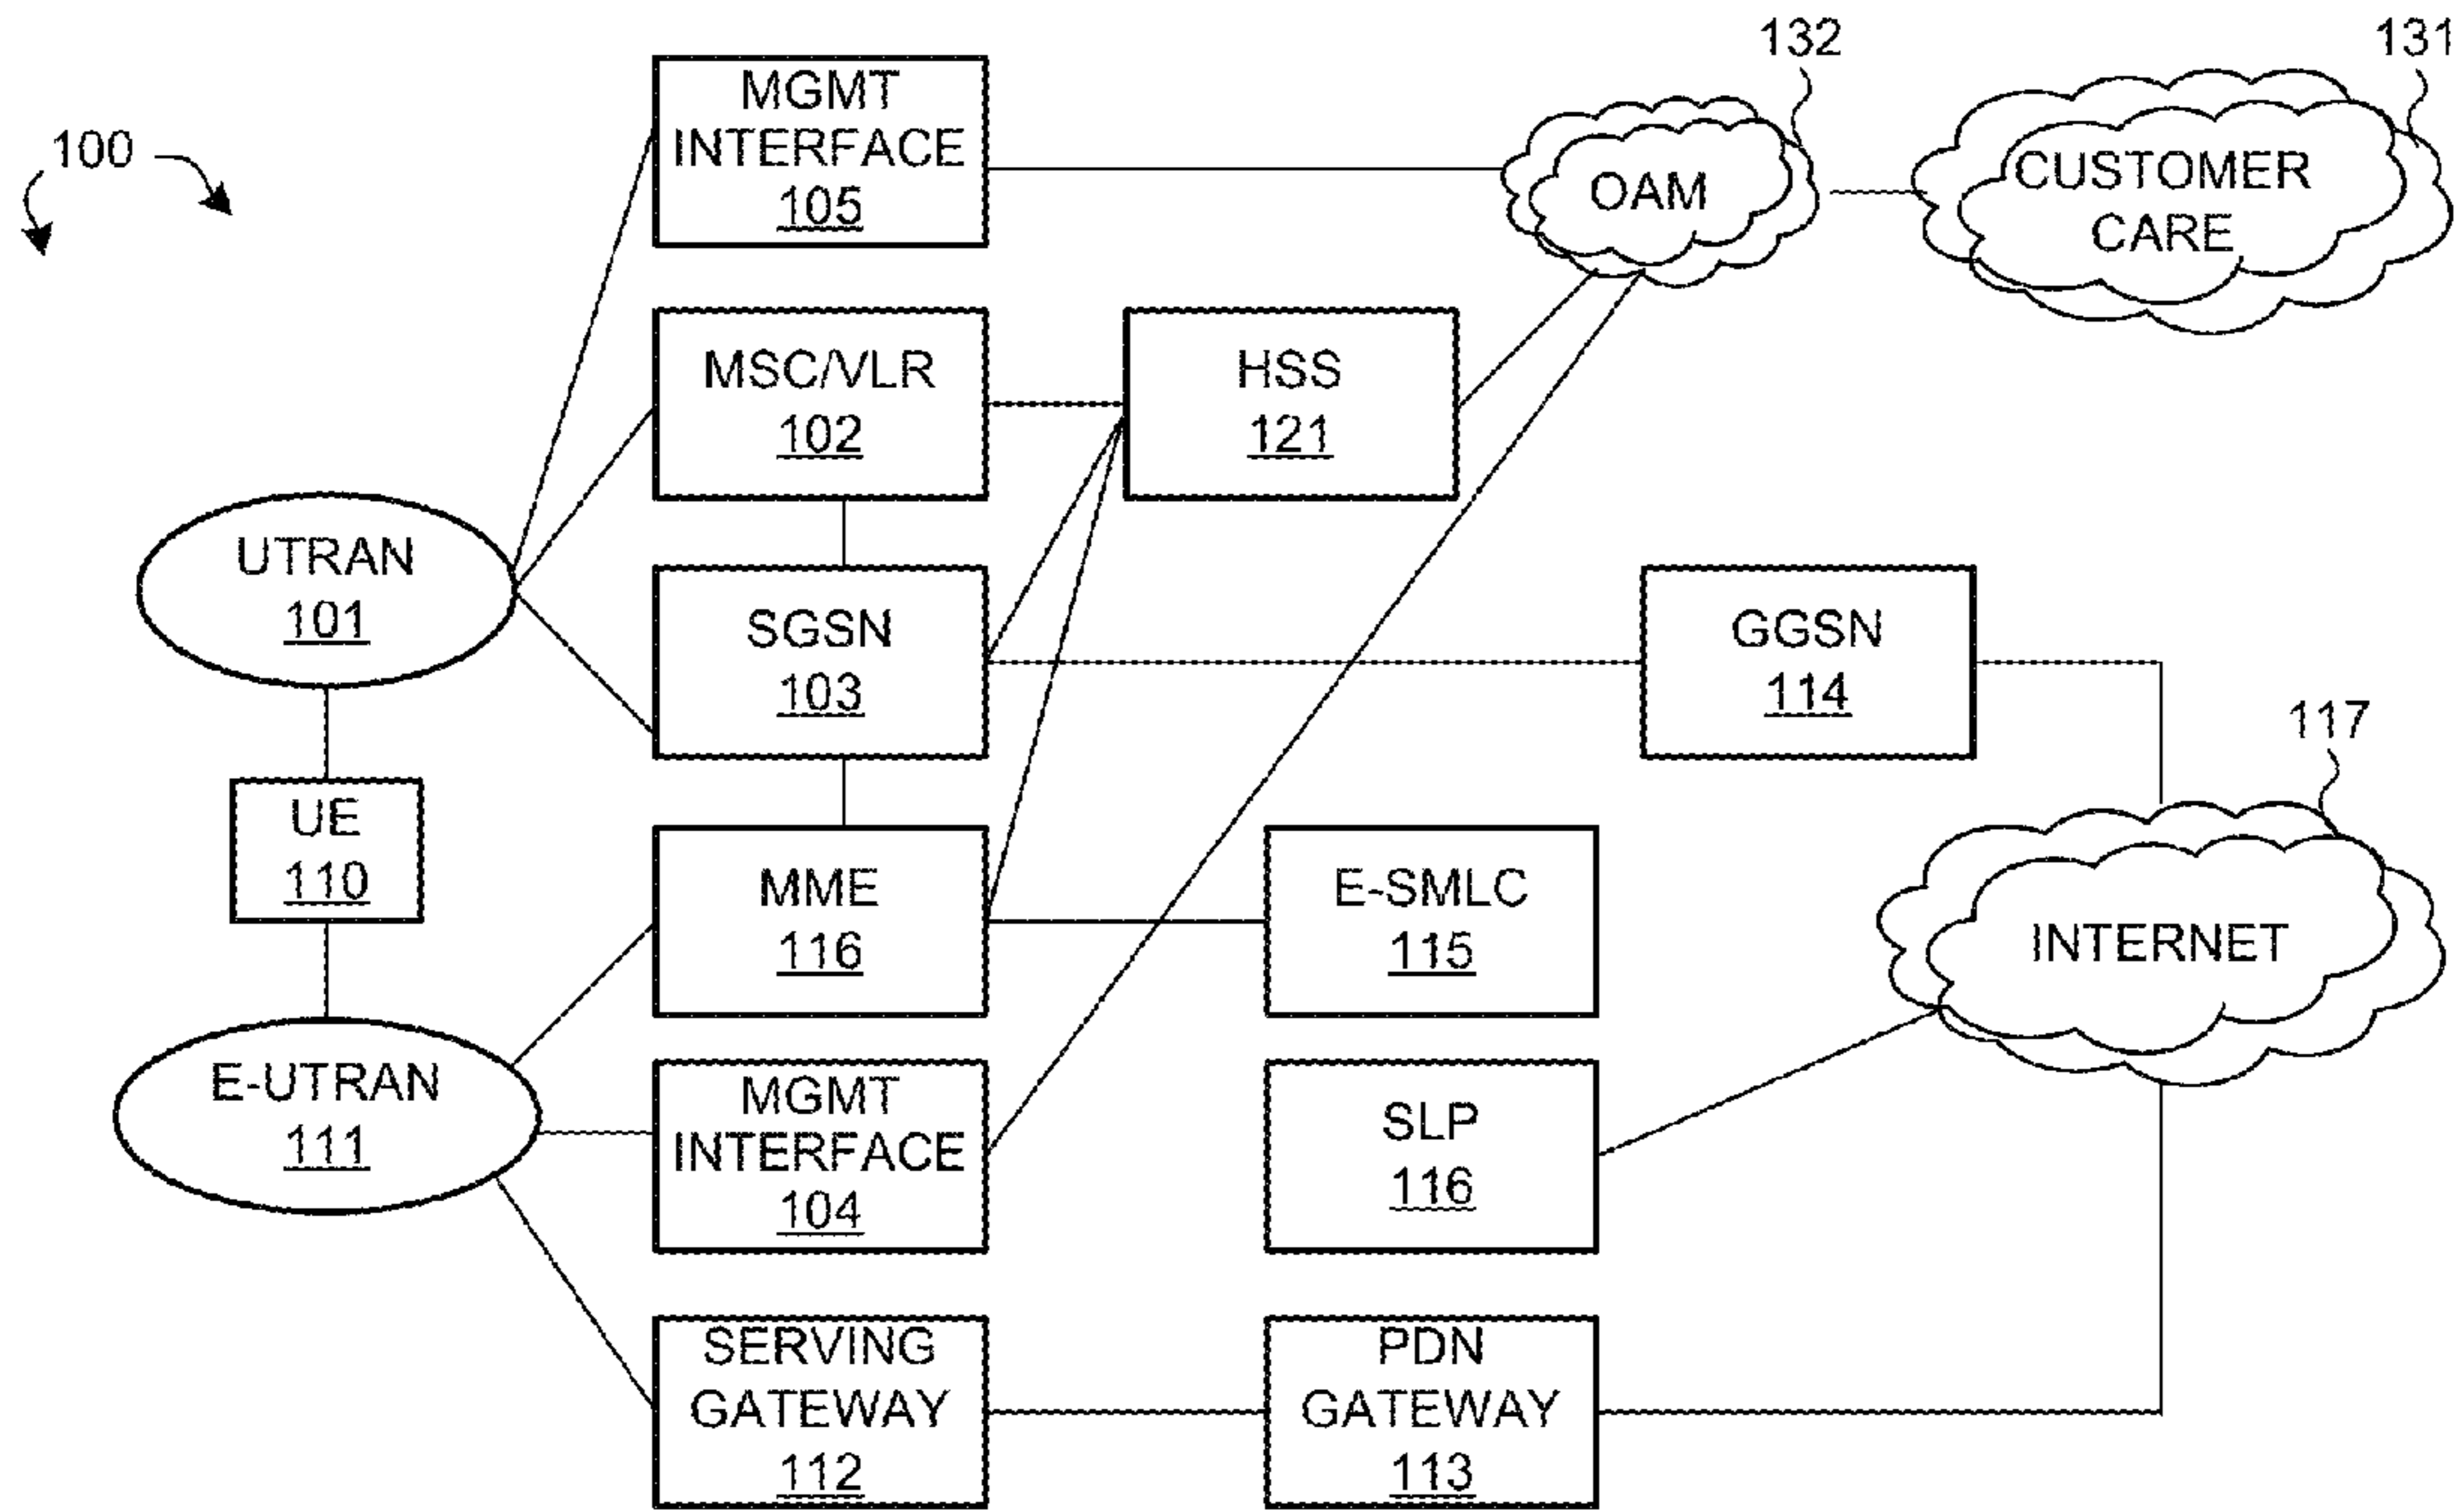 100
132
131
MGMT
INTERFACE
105
OAM
CUSTOMER
CARE
MSC/VLR
102
HSS
121
UTRAN
101
SGSN
103
GGSN
114
117
UE
110
MME
116
E-SMLC
115
INTERNET
E-UTRAN
111
MGMT
INTERFACE
104
SLP
116
SERVING
GATEWAY
112
PDN
GATEWAY
113